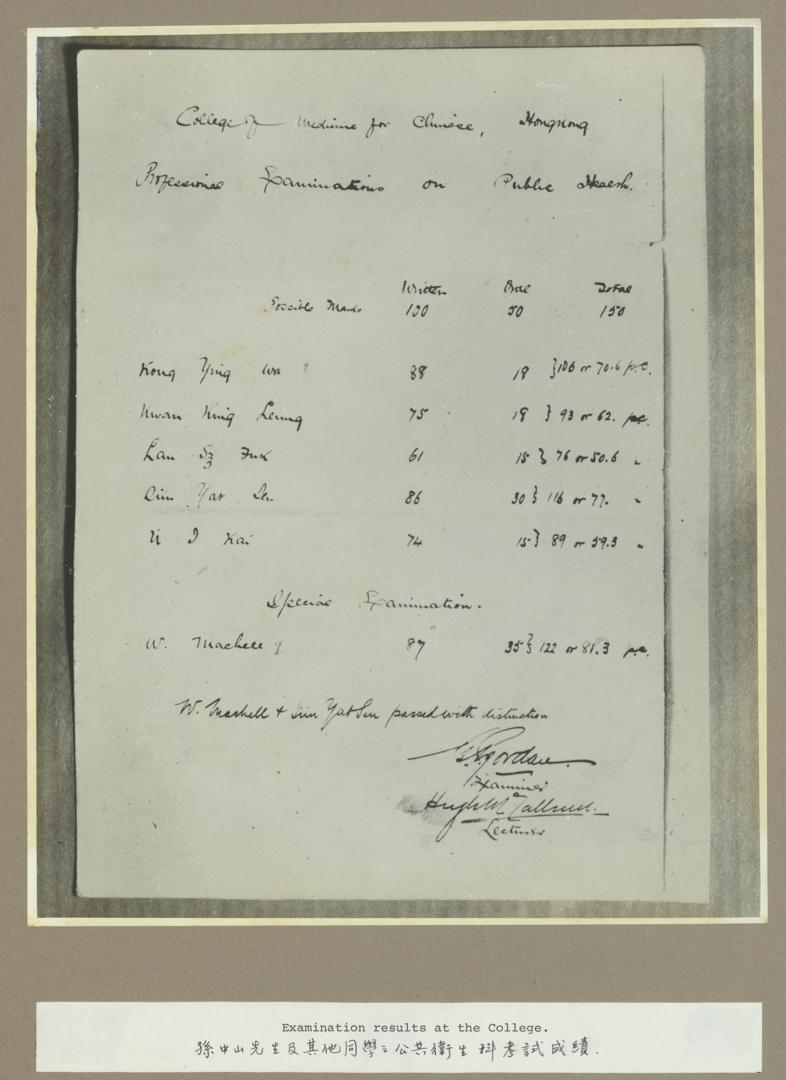 College of Medicine for Chinese, Hongkong
Professional Examinations on Public Health.
Written Oral Total
Possible Marks 100 50 150
Kong Ying Wa 88 18 } 106 or 70.6 p.c.
Kwan King Leung 75 18 } 93 or 62. p.c.
Lau Sz Fuk 61 15 } 76 or 50.6 "
Sun Yat Sen 86 30 } 116 or 77. "
U I Kai 74 15 } 89 or 59.3 "
Special Examination.
W. Machell 87 35 } 122 or 81.3 p.c.
W. Machell & Sun Yat Sen passed with distinction
Jordan.
Examiner
Hugh McCallum.
Lecturer
Examination results at the College.
孫中山先生及其他同學之公共衛生科考試成績.